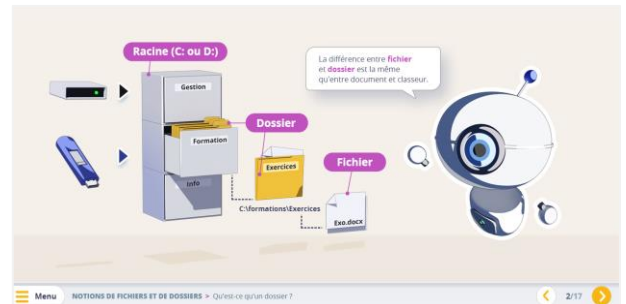 Racine (C: ou D:)
La différence entre fichier
et dossier est la même
qu'entre document et classeur.
Gestion
Dossier
Formation
Fichier
Exercices
Info
C:\formations\Exercices
Exo.docx
Menu
NOTIONS DE FICHIERS ET DE DOSSIERS > Qu'est-ce qu'un dossier ?
2/17